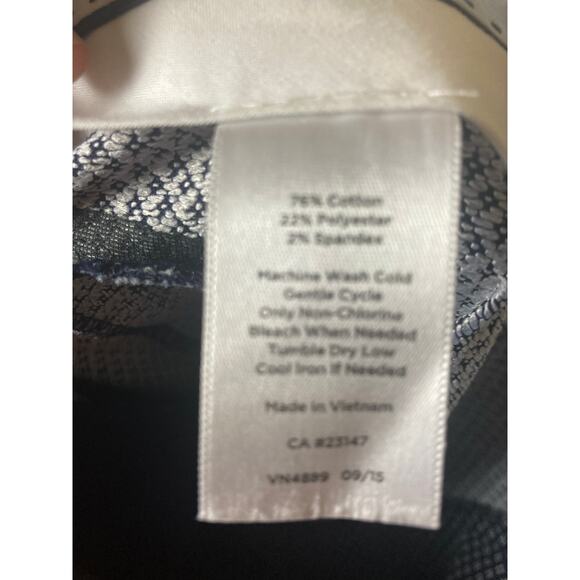 76% Cotton
22% Polyester
2% Spandex
Machine Wash Cold
Gentle Cycle
Only Non-Chlorine
Bleach When Needed
Tumble Dry Low
Cool Iron If Needed
Made in Vietnam
CA #23147
VN4889 09/15